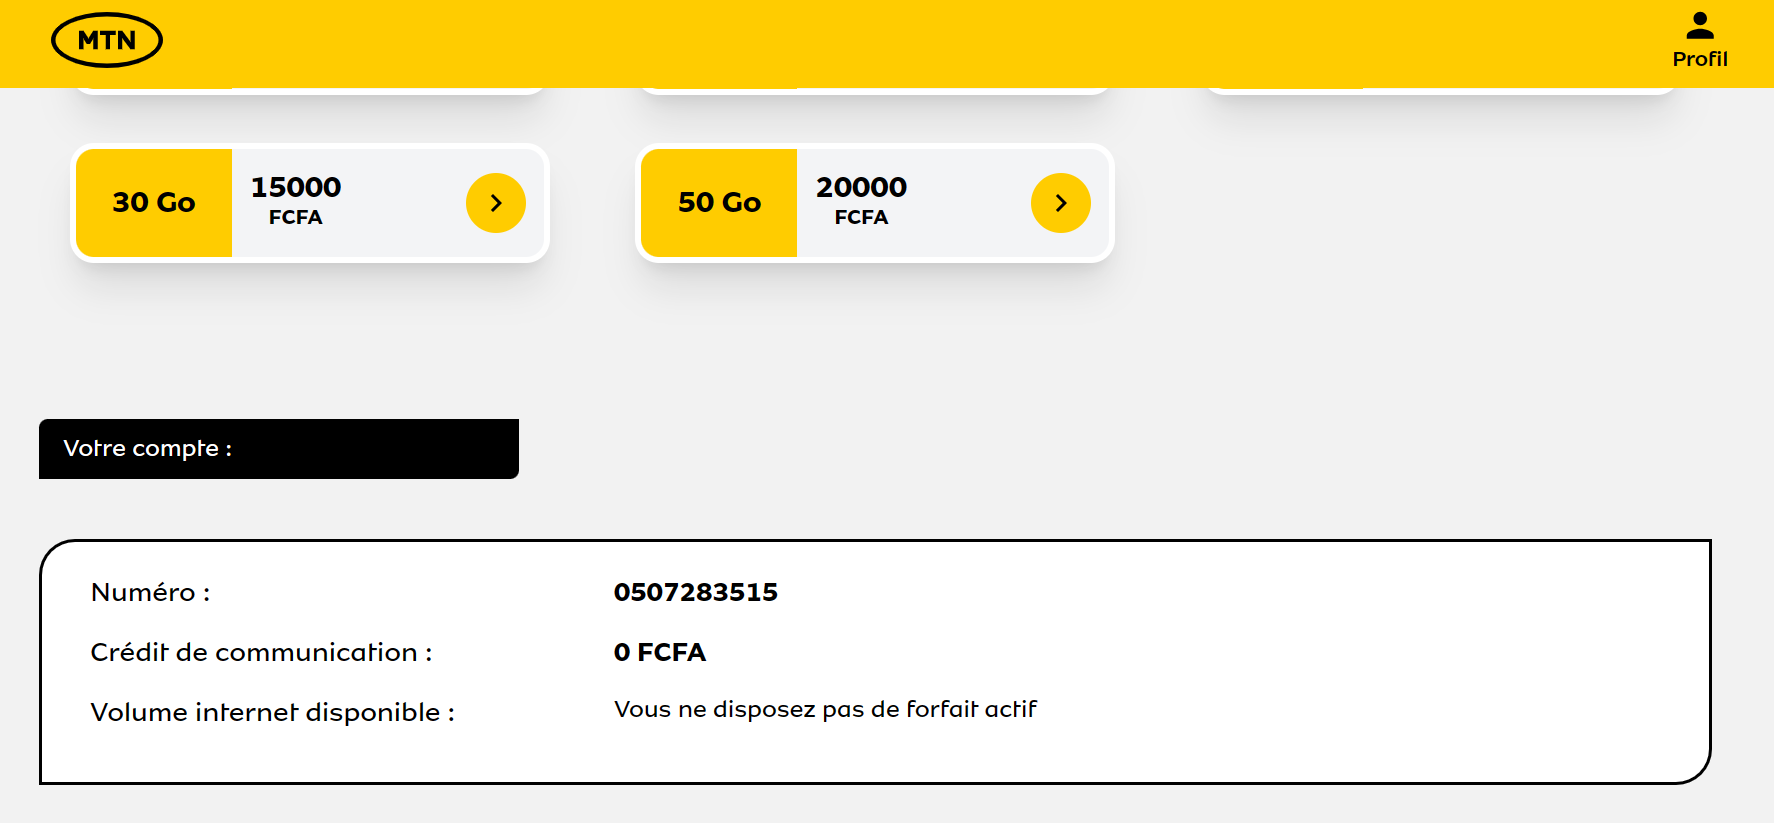 MTN
Profil
30 Go
15000
FCFA
50 Go
20000
FCFA
Votre compte :
Numéro :
0507283515
Crédit de communication :
0 FCFA
Volume internet disponible :
Vous ne disposez pas de forfait actif